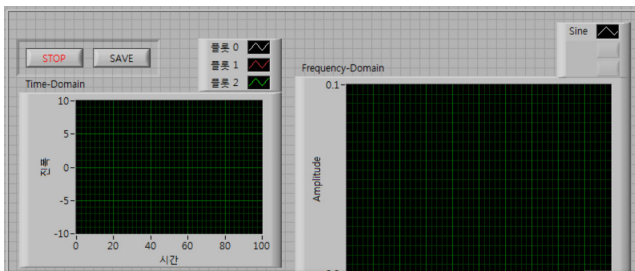 STOP
SAVE
플롯 0
플롯 1
플롯 2
Time-Domain
10
5
0
-5
-10
진폭
0 20 40 60 80 100
시간
Sine
Frequency-Domain
0.1
Amplitude